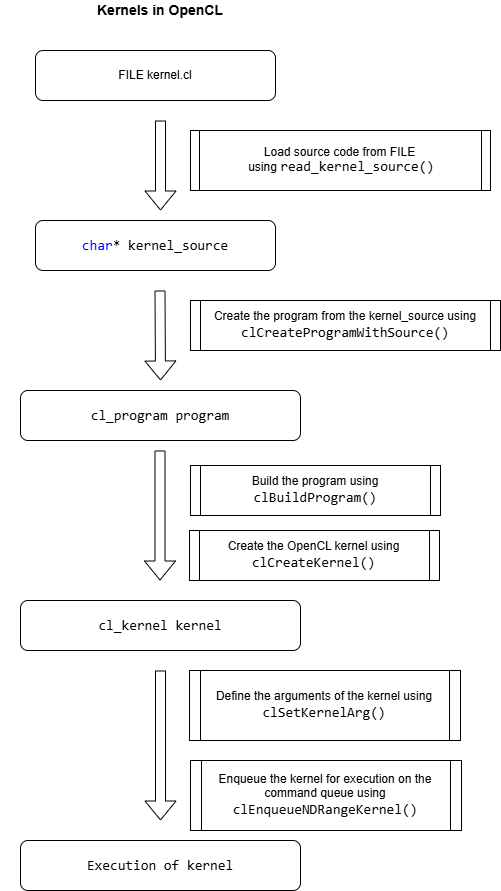 Kernels in OpenCL
FILE kernel.cl
Load source code from FILE
using read_kernel_source()
char* kernel_source
Create the program from the kernel_source using
clCreateProgramWithSource()
cl_program program
Build the program using
clBuildProgram()
Create the OpenCL kernel using
clCreateKernel()
cl_kernel kernel
Define the arguments of the kernel using
clSetKernelArg()
Enqueue the kernel for execution on the
command queue using
clEnqueueNDRangeKernel()
Execution of kernel